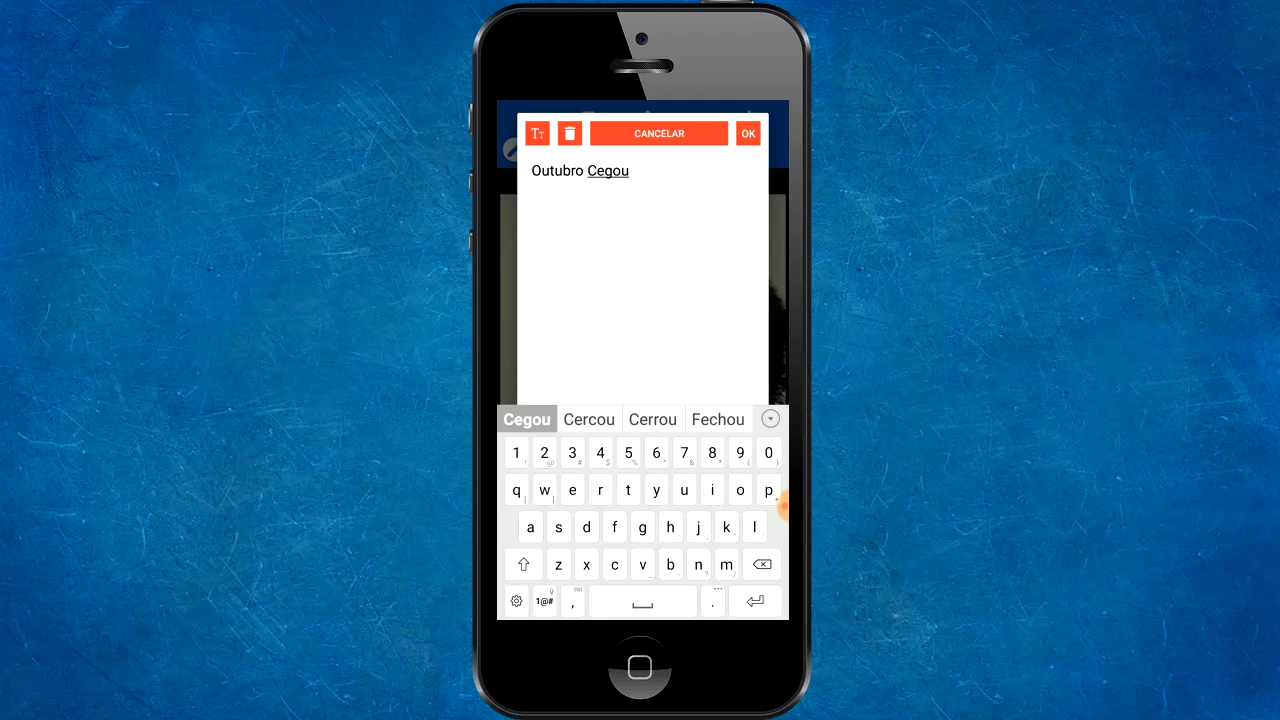 Tт CANCELAR OK
Outubro Cegou
Cegou Cercou Cerrou Fechou
1 2 3 4 5 6 7 8 9 0
q w e r t y u i o p
a s d f g h j k l
z x c v b n m
1@# , Ctrl .